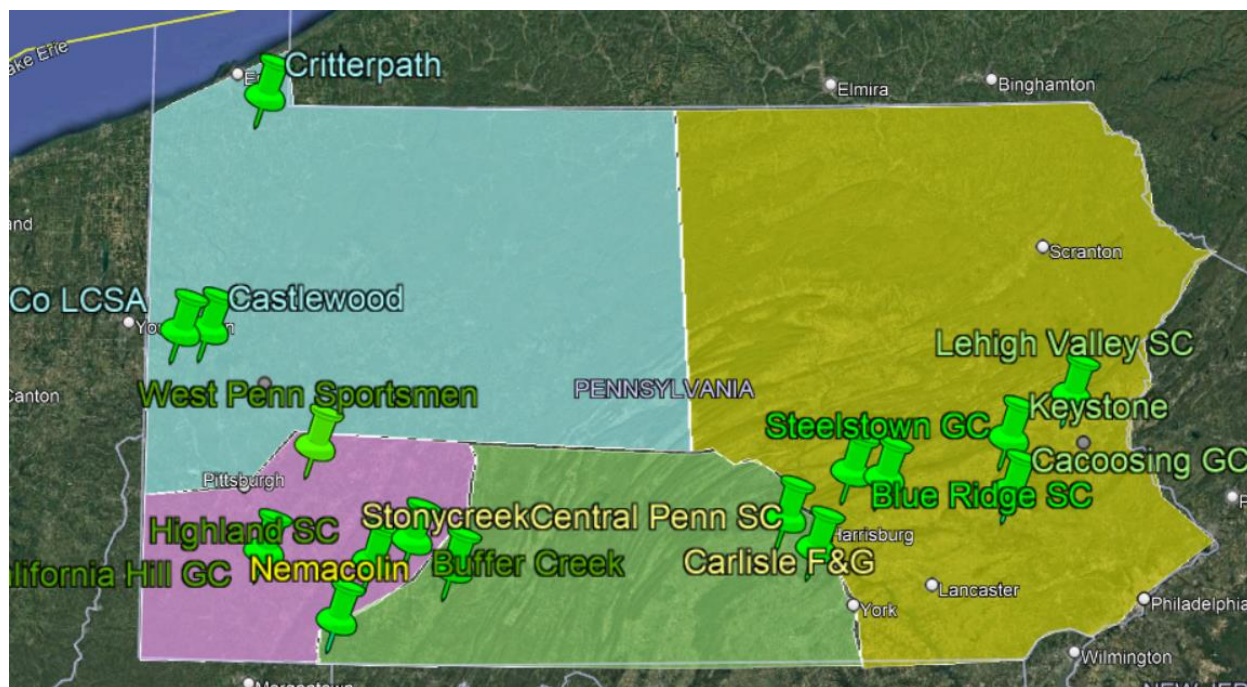 ake Erie
Critterpath
Elmira
Binghamton
Scranton
Co LCSA
Castlewood
Canton
West Penn Sportsmen
PENNSYLVANIA
Lehigh Valley SC
Keystone
Steelstown GC
Cacoosing GC
Blue Ridge SC
Pittsburgh
Highland SC
Stonycreek
Central Penn SC
Harrisburg
alifornia Hill GC
Nemacolin
Buffer Creek
Carlisle F&G
Lancaster
York
Philadelphia
Wilmington